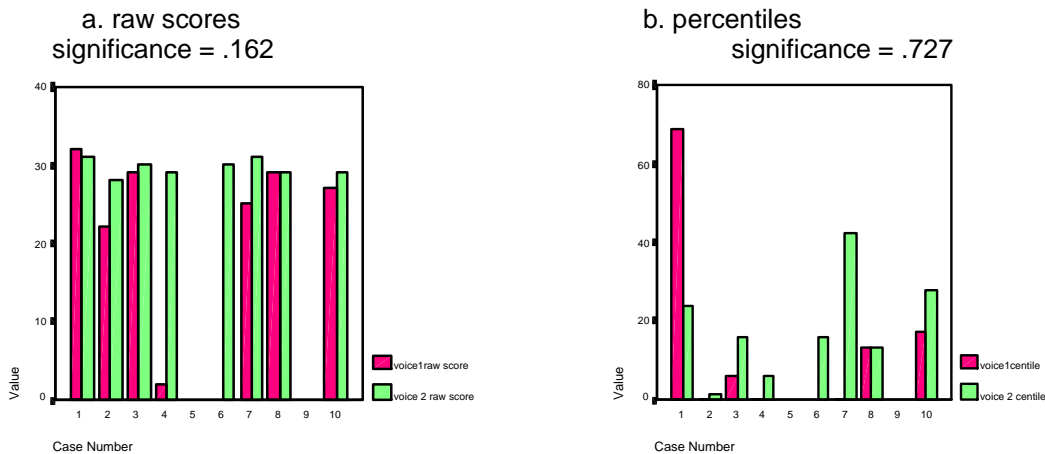 a. raw scores
significance = .162
40
30
20
10
0
Value
1 2 3 4 5 6 7 8 9 10
Case Number
voice1raw score
voice 2 raw score
b. percentiles
significance = .727
80
60
40
20
0
Value
1 2 3 4 5 6 7 8 9 10
Case Number
voice1centile
voice 2 centile